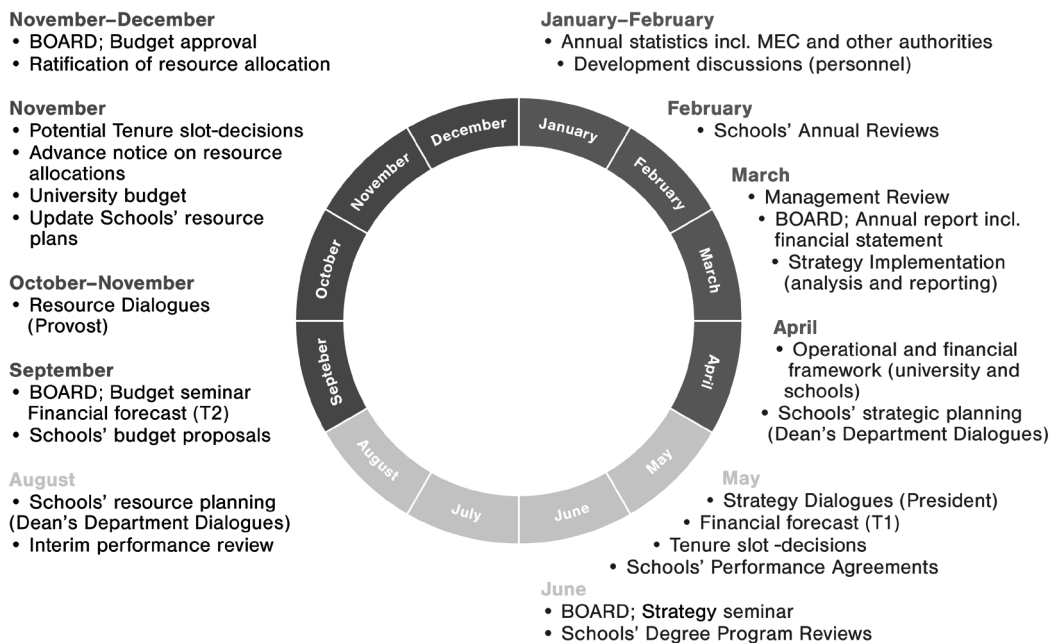 November–December
• BOARD; Budget approval
• Ratification of resource allocation
November
• Potential Tenure slot-decisions
• Advance notice on resource
allocations
• University budget
• Update Schools’ resource
plans
October–November
• Resource Dialogues
(Provost)
September
• BOARD; Budget seminar
Financial forecast (T2)
• Schools’ budget proposals
August
• Schools’ resource planning
(Dean’s Department Dialogues)
• Interim performance review
January–February
• Annual statistics incl. MEC and other authorities
• Development discussions (personnel)
February
• Schools’ Annual Reviews
March
• Management Review
• BOARD; Annual report incl.
financial statement
• Strategy Implementation
(analysis and reporting)
April
• Operational and financial
framework (university and
schools)
• Schools’ strategic planning
(Dean’s Department Dialogues)
May
• Strategy Dialogues (President)
• Financial forecast (T1)
• Tenure slot -decisions
• Schools’ Performance Agreements
June
• BOARD; Strategy seminar
• Schools’ Degree Program Reviews
January
February
March
April
May
June
July
August
Septeber
October
November
December